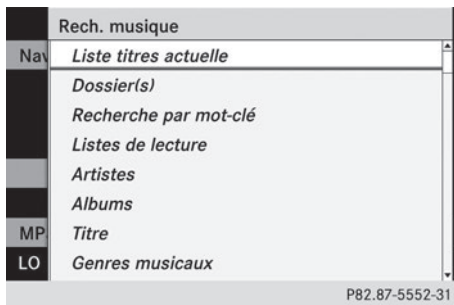 Rech. musique
Nav
Liste titres actuelle
Dossier(s)
Recherche par mot-clé
Listes de lecture
Artistes
Albums
MP
Titre
LO
Genres musicaux
P82.87-5552-31